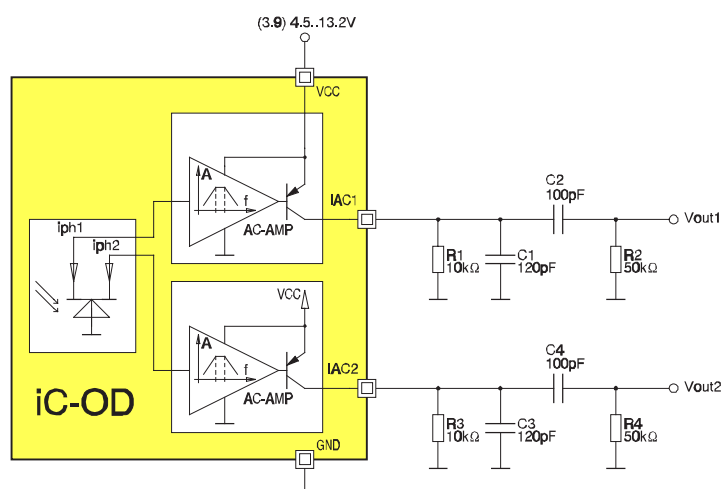 (3.9) 4.5..13.2V
VCC
A
f
IAC1
AC-AMP
iph1
iph2
C2
100pF
Vout1
R1
10kΩ
C1
120pF
R2
50kΩ
VCC
A
f
IAC2
AC-AMP
iC-OD
GND
C4
100pF
Vout2
R3
10kΩ
C3
120pF
R4
50kΩ